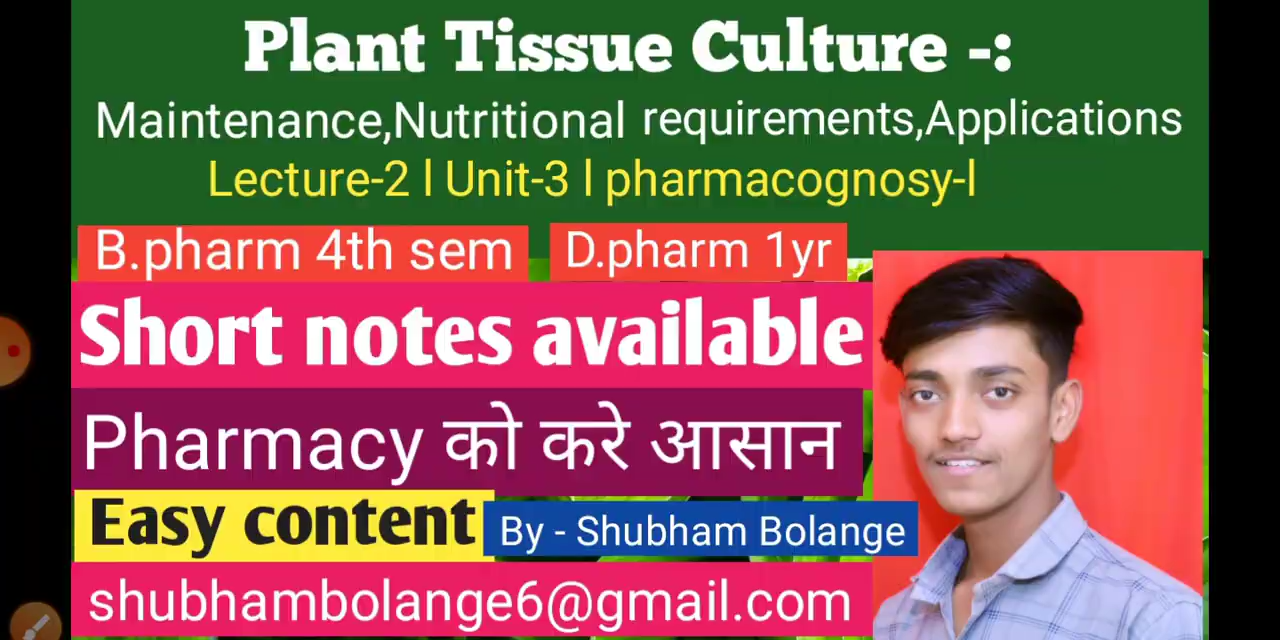 Plant Tissue Culture -:
Maintenance,Nutritional requirements,Applications
Lecture-2 l Unit-3 l pharmacognosy-l
B.pharm 4th sem D.pharm 1yr
Short notes available
Pharmacy को करे आसान
Easy content By - Shubham Bolange
shubhambolange6@gmail.com